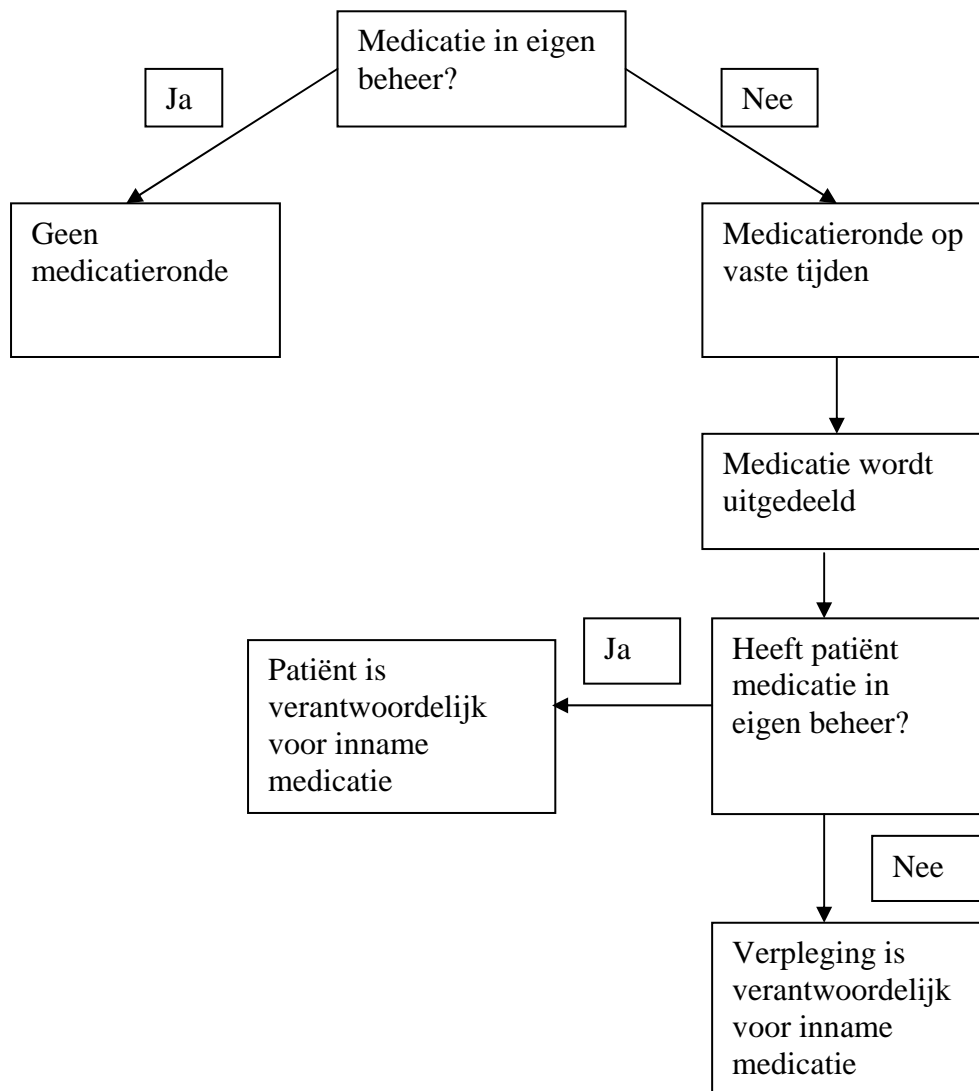 Medicatie in eigen
beheer?
Ja
Nee
Geen
medicatieronde
Medicatieronde op
vaste tijden
Medicatie wordt
uitgedeeld
Heeft patiënt
medicatie in
eigen beheer?
Ja
Patiënt is
verantwoordelijk
voor inname
medicatie
Nee
Verpleging is
verantwoordelijk
voor inname
medicatie